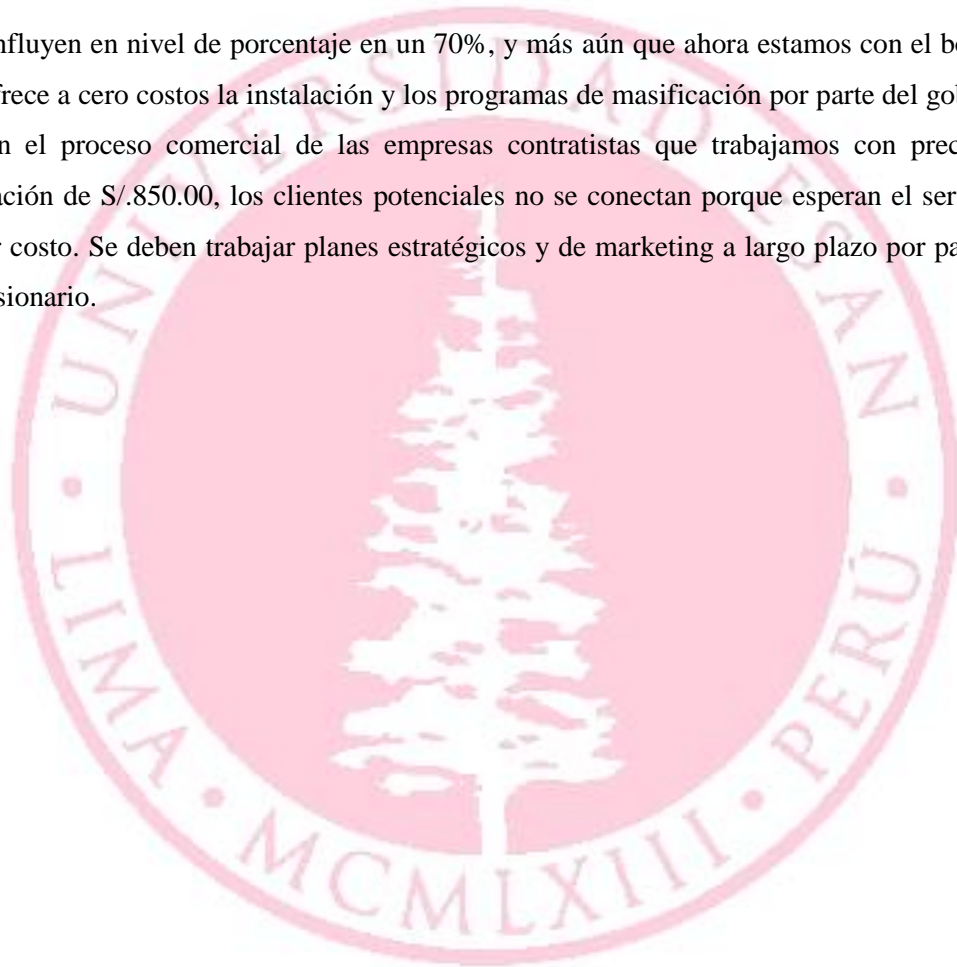 nfluyen en nivel de porcentaje en un 70%, y más aún que ahora estamos con el b
frece a cero costos la instalación y los programas de masificación por parte del go
n el proceso comercial de las empresas contratistas que trabajamos con prec
ación de S/.850.00, los clientes potenciales no se conectan porque esperan el ser
costo. Se deben trabajar planes estratégicos y de marketing a largo plazo por pa
sionario.
UNIVERSIDAD ESAN
LIMA • MCMLXIII • PERÚ